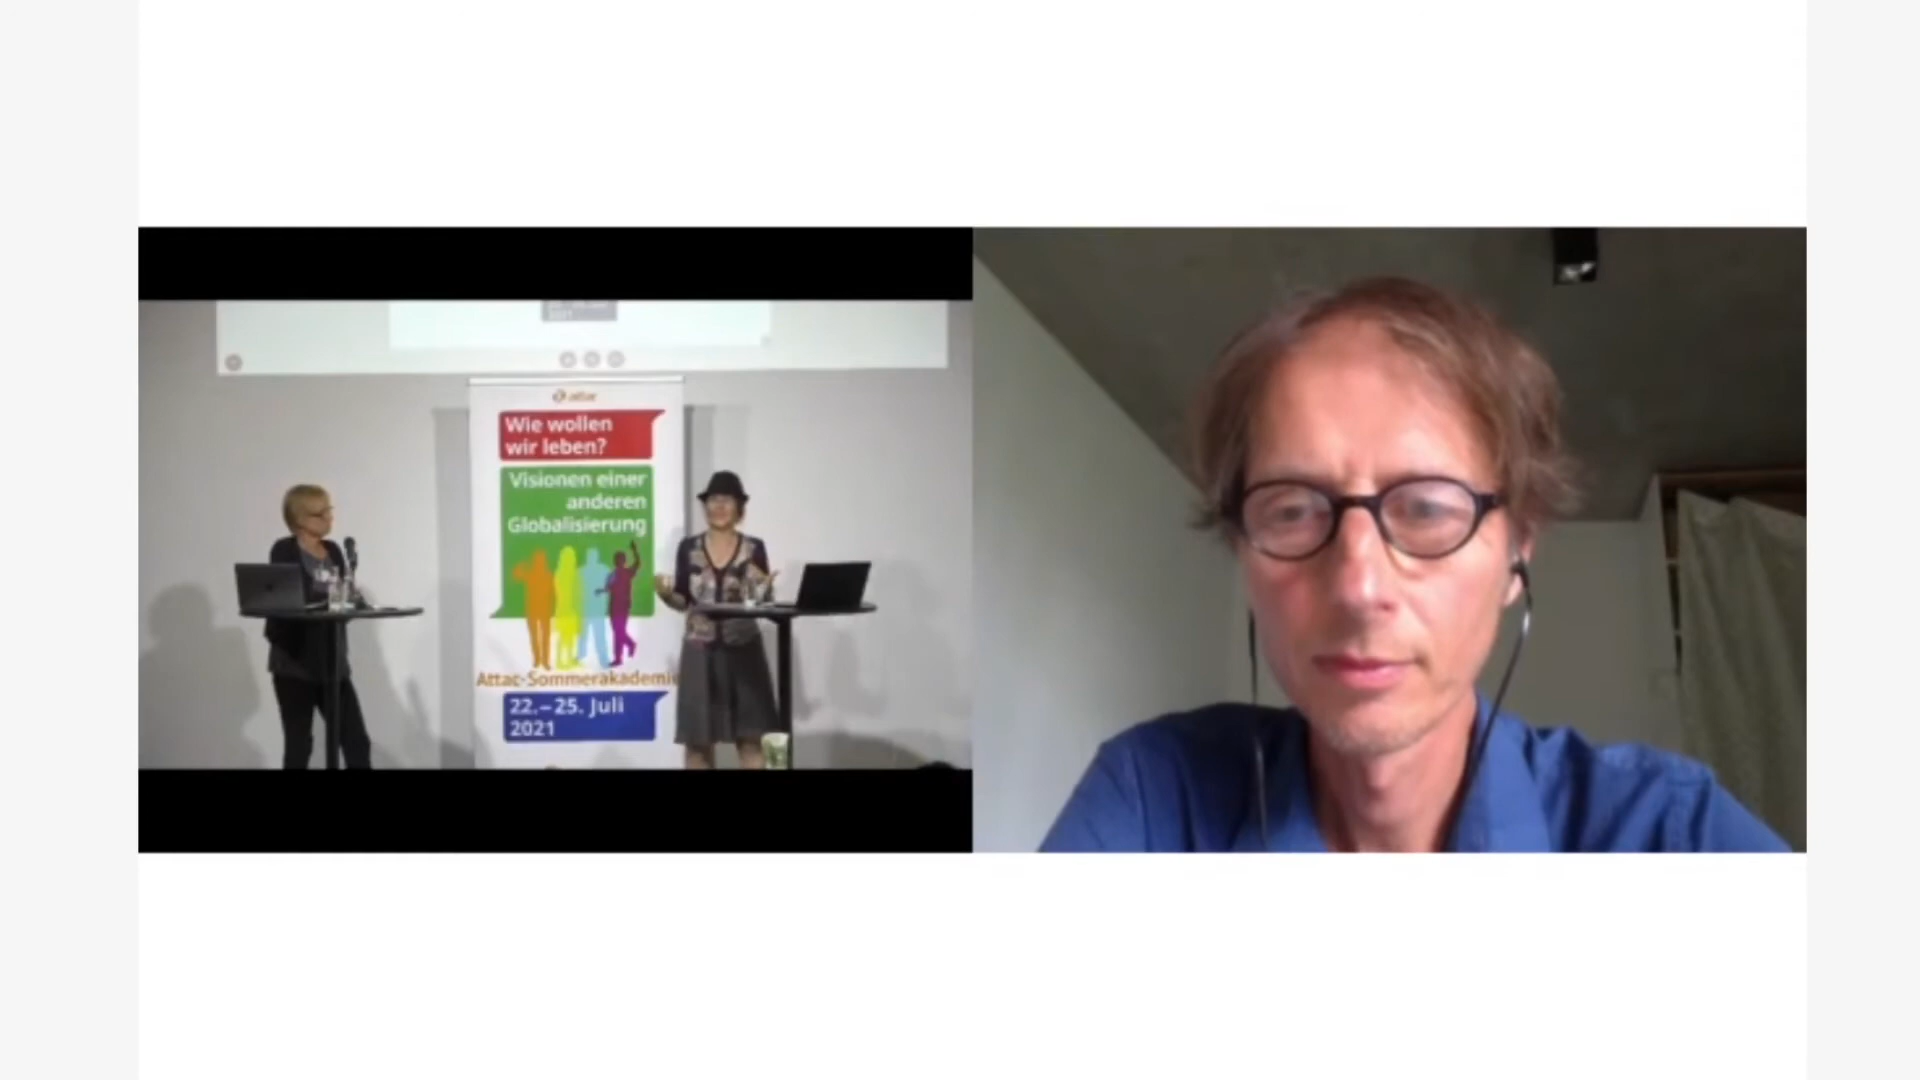 attac
Wie wollen
wir leben?
Visionen einer
anderen
Globalisierung
Attac-Sommerakademie
22.–25. Juli
2021